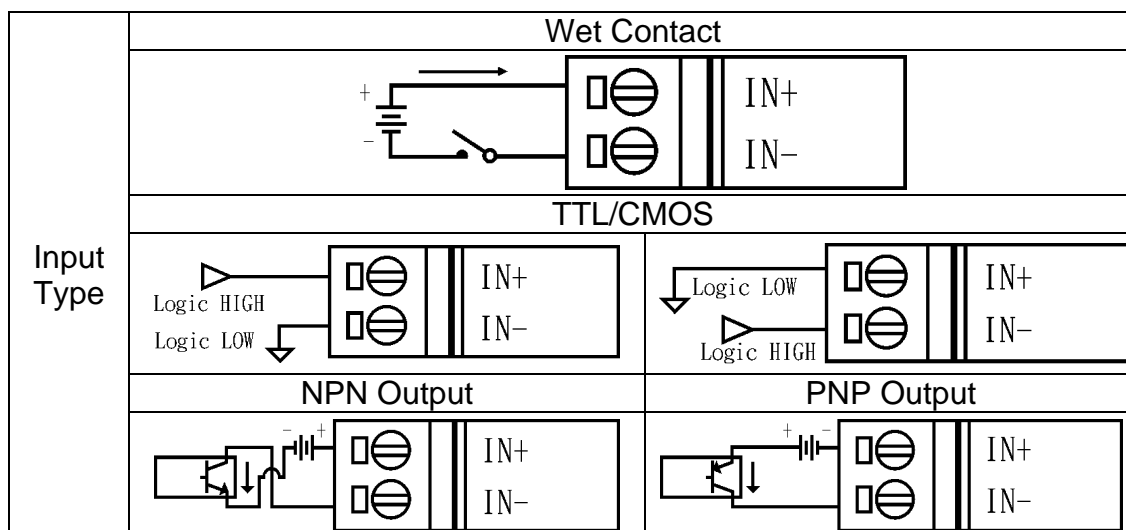 Input
Type
Wet Contact
+
-
IN+
IN-
TTL/CMOS
Logic HIGH
Logic LOW
IN+
IN-
Logic LOW
Logic HIGH
IN+
IN-
NPN Output
PNP Output
- +
IN+
IN-
+ -
IN+
IN-